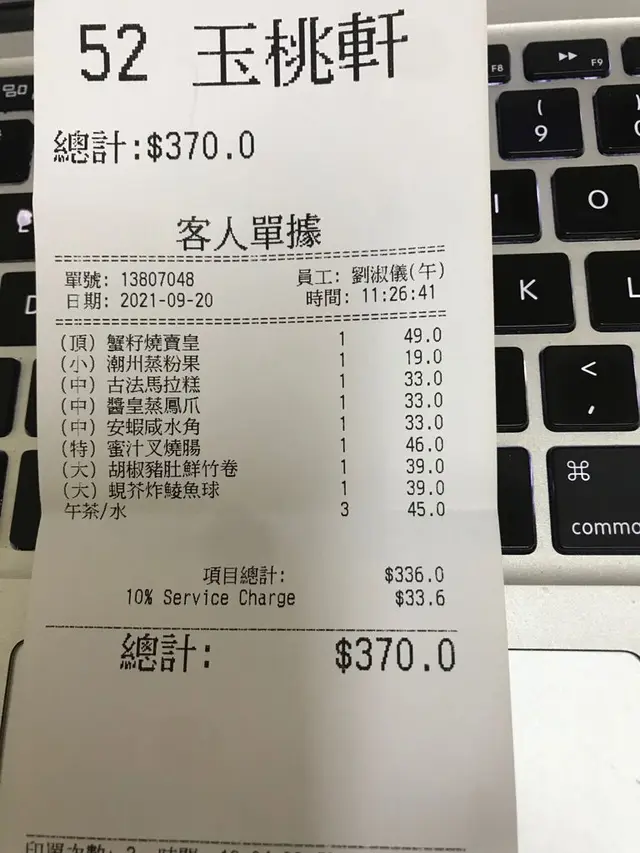 52 玉桃軒
總計:$370.0
客人單據
單號: 13807048 員工: 劉淑儀(午)
日期: 2021-09-20 時間: 11:26:41
(頂) 蟹籽燒賣皇 1 49.0
(小) 潮州蒸粉果 1 19.0
(中) 古法馬拉糕 1 33.0
(中) 醬皇蒸鳳爪 1 33.0
(中) 安蝦咸水角 1 33.0
(特) 蜜汁叉燒腸 1 46.0
(大) 胡椒豬肚鮮竹卷 1 39.0
(大) 蜆芥炸鯪魚球 1 39.0
午茶/水 3 45.0
項目總計: $336.0
10% Service Charge $33.6
總計: $370.0
F8
F9
(
9
I
O
K
L
D
<
,
⌘
comma